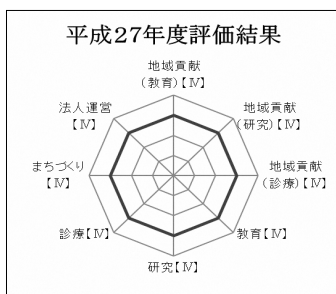 平成27年度評価結果
地域貢献
(教育)【Ⅳ】
地域貢献
(研究)【Ⅳ】
地域貢献
(診療)【Ⅳ】
教育【Ⅳ】
研究【Ⅳ】
診療【Ⅳ】
まちづくり
【Ⅳ】
法人運営
【Ⅳ】